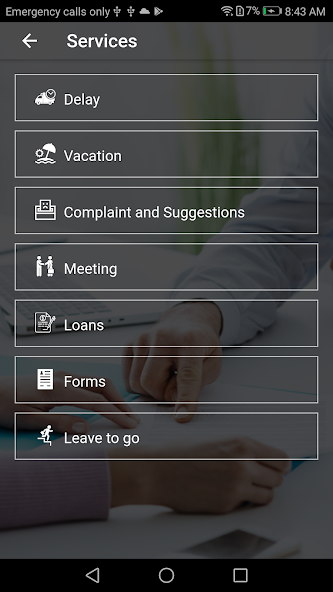 Emergency calls only 7% 8:43 AM
Services
Delay
Vacation
Complaint and Suggestions
Meeting
Loans
Forms
Leave to go